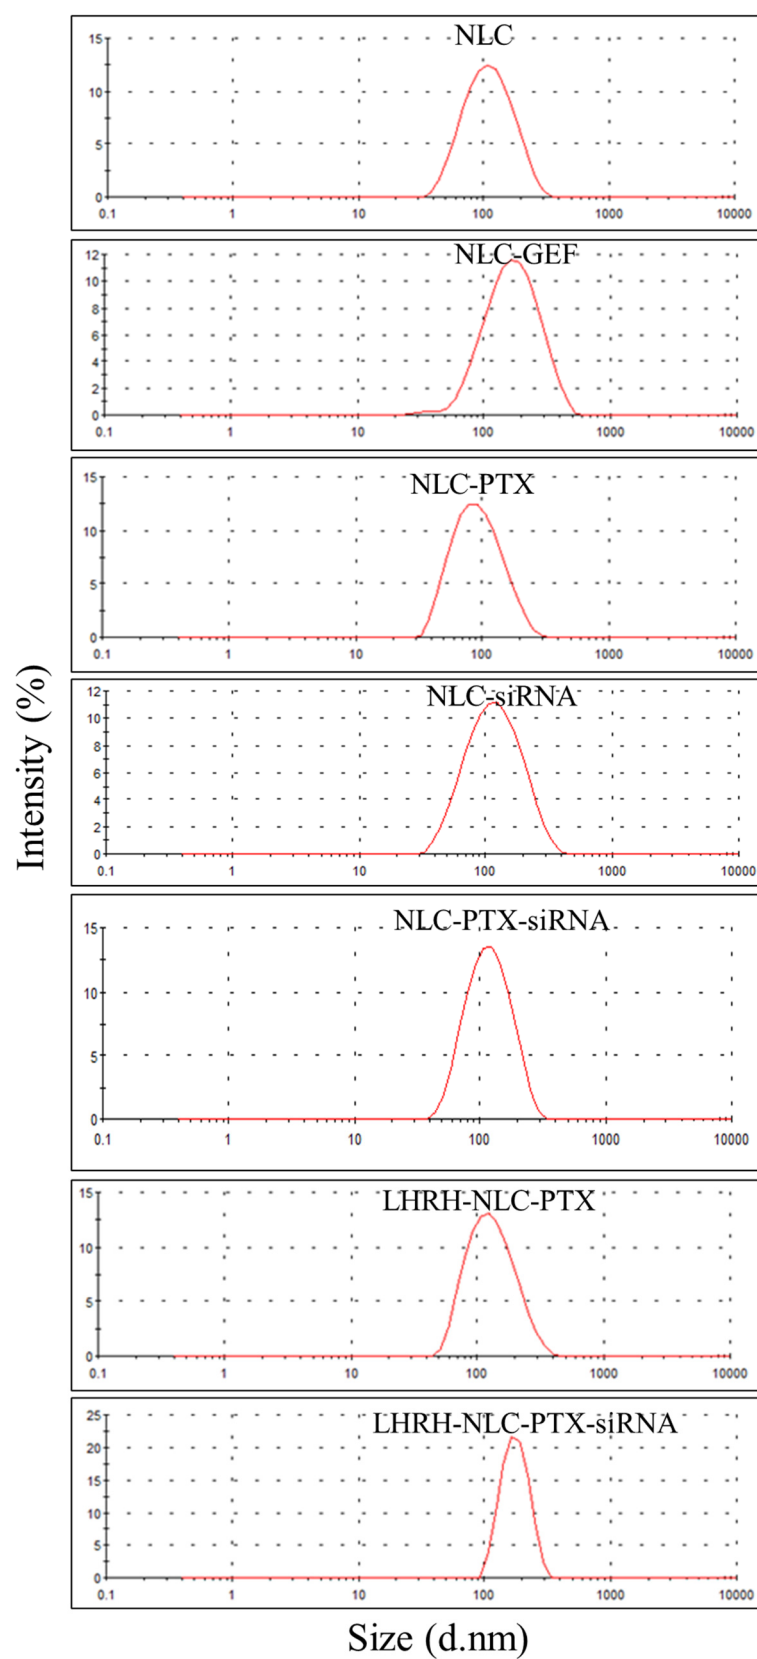 NLC
15
10
5
0
0.1 1 10 100 1000 10000
NLC-GEF
12
10
8
6
4
2
0
0.1 1 10 100 1000 10000
NLC-PTX
15
10
5
0
0.1 1 10 100 1000 10000
Intensity (%)
NLC-siRNA
12
10
8
6
4
2
0
0.1 1 10 100 1000 10000
NLC-PTX-siRNA
15
10
5
0
0.1 1 10 100 1000 10000
LHRH-NLC-PTX
15
10
5
0
0.1 1 10 100 1000 10000
LHRH-NLC-PTX-siRNA
25
20
15
10
5
0
0.1 1 10 100 1000 10000
Size (d.nm)